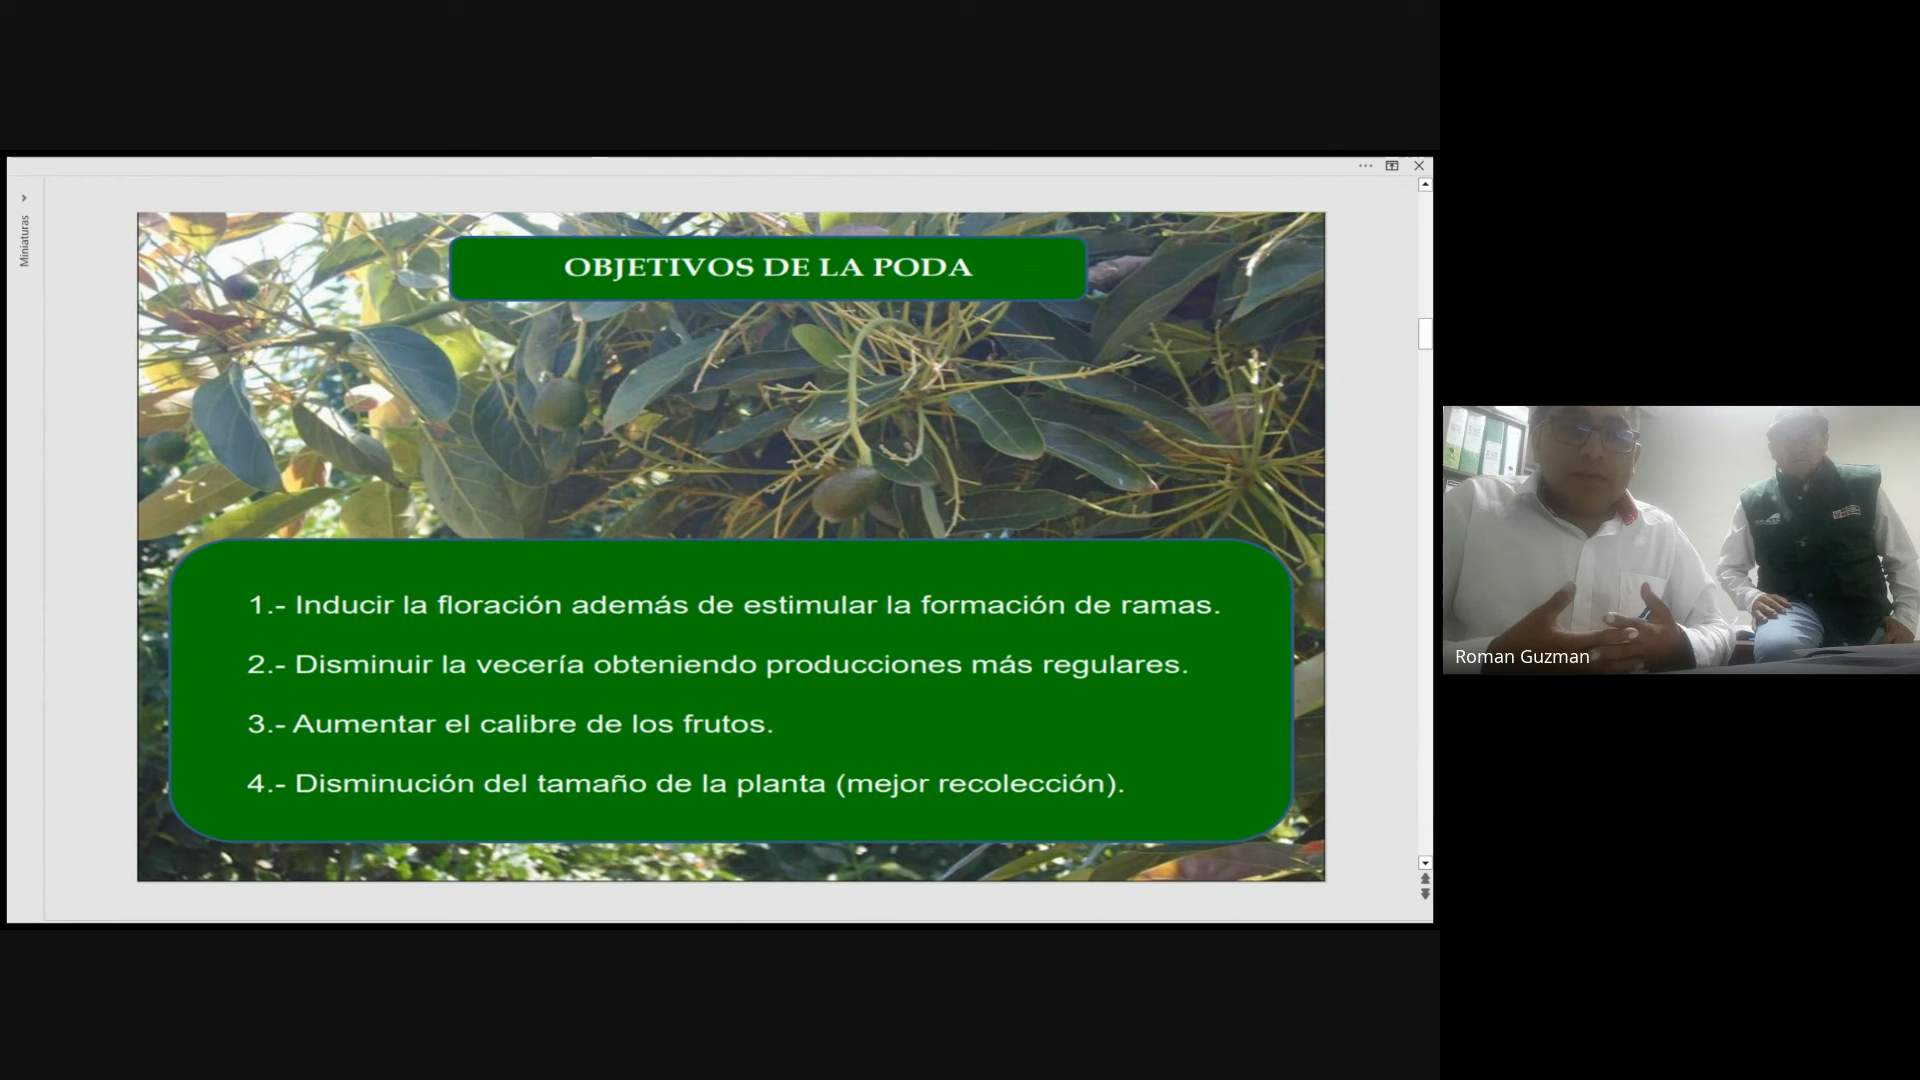 Miniaturas
OBJETIVOS DE LA PODA
1.- Inducir la floración además de estimular la formación de ramas.
2.- Disminuir la vecería obteniendo producciones más regulares.
3.- Aumentar el calibre de los frutos.
4.- Disminución del tamaño de la planta (mejor recolección).
Roman Guzman